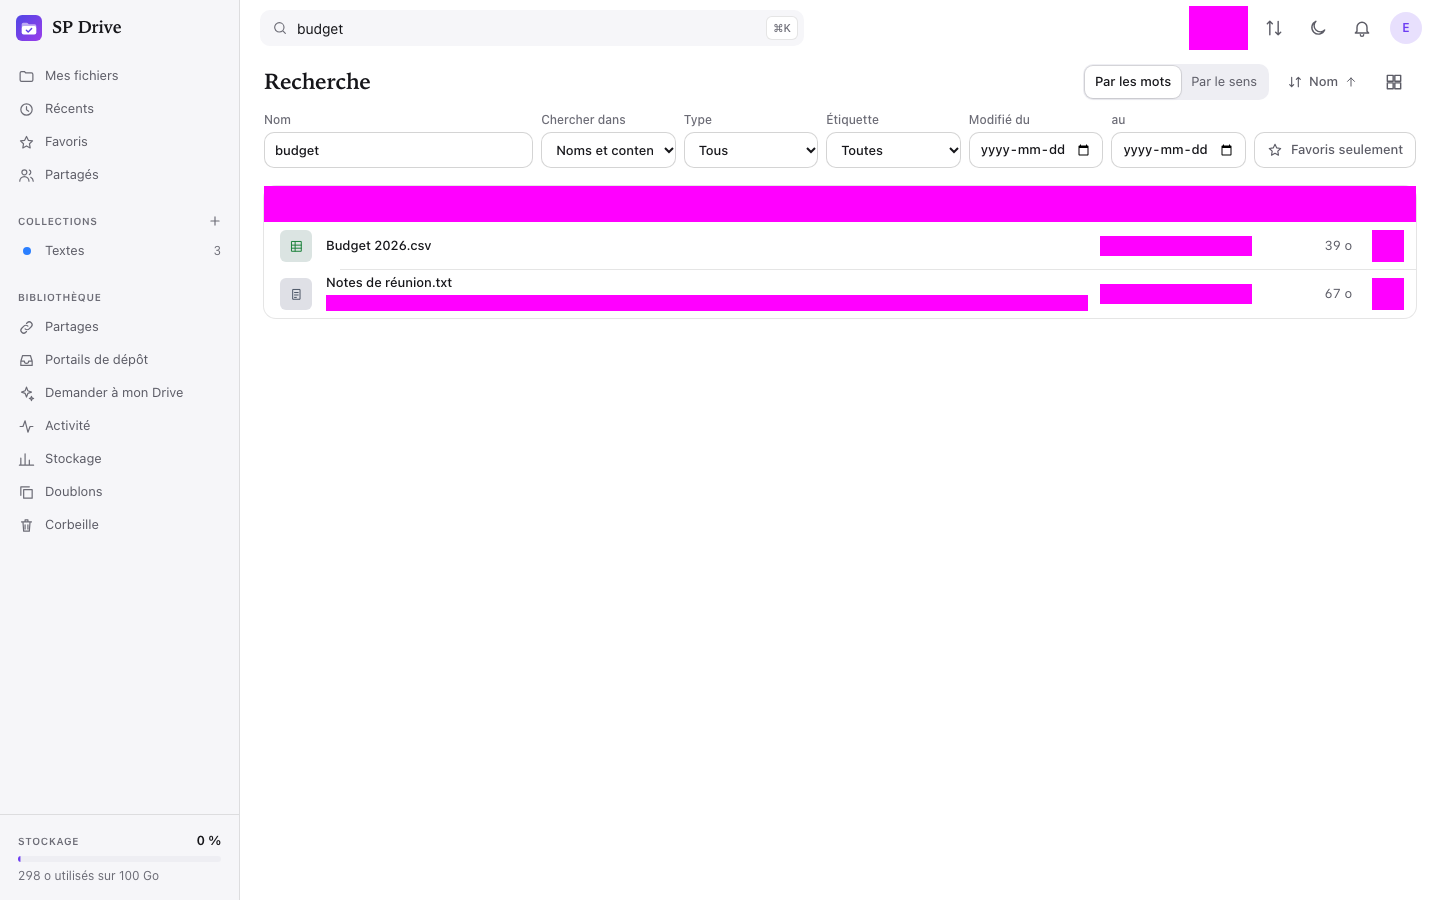 SP Drive
budget
⌘K
E
Mes fichiers
Récents
Favoris
Partagés
COLLECTIONS
Textes 3
BIBLIOTHÈQUE
Partages
Portails de dépôt
Demander à mon Drive
Activité
Stockage
Doublons
Corbeille
STOCKAGE 0 %
298 o utilisés sur 100 Go
Recherche
Par les mots Par le sens Nom
Nom Chercher dans Type Étiquette Modifié du au
budget Noms et conten Tous Toutes yyyy-mm-dd yyyy-mm-dd Favoris seulement
Budget 2026.csv 39 o
Notes de réunion.txt 67 o